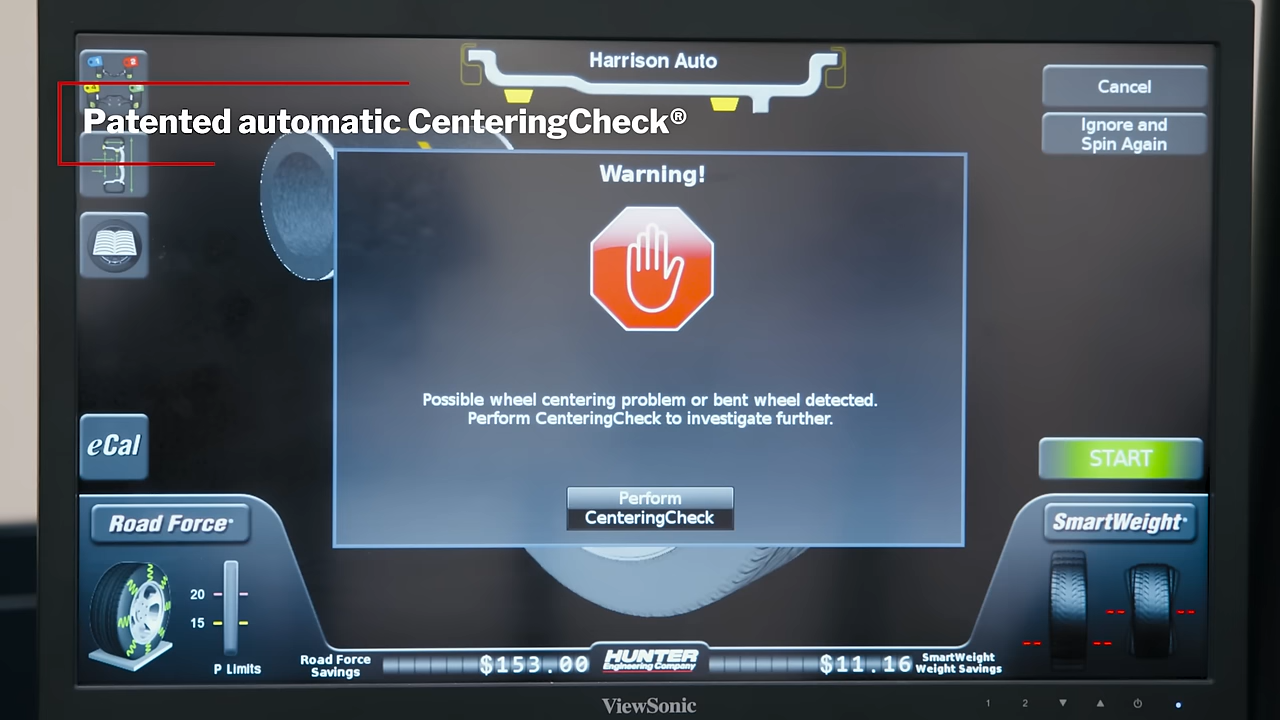 Harrison Auto
Cancel
Patented automatic CenteringCheck®
Ignore and
Spin Again
Warning!
Possible wheel centering problem or bent wheel detected.
Perform CenteringCheck to investigate further.
eCal
START
Perform
CenteringCheck
Road Force®
SmartWeight®
20
15
P Limits
Road Force
Savings
$153.00
HUNTER
Engineering Company
$11.16
SmartWeight
Weight Savings
ViewSonic
1 2